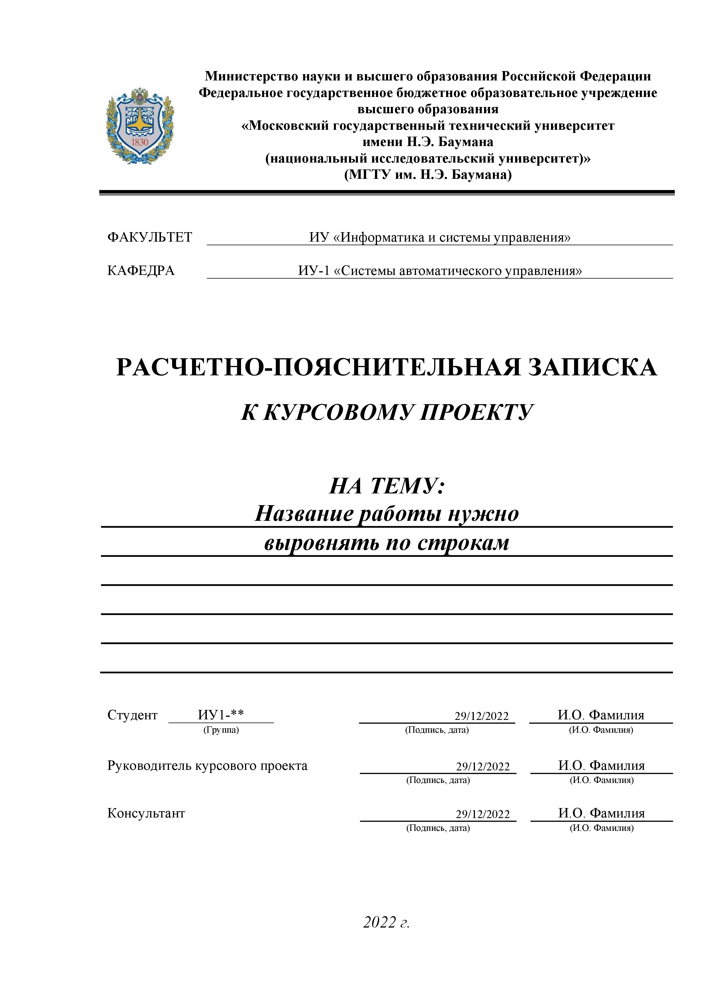 Министерство науки и высшего образования Российской Федерации
Федеральное государственное бюджетное образовательное учреждение
высшего образования
«Московский государственный технический университет
имени Н.Э. Баумана
(национальный исследовательский университет)»
(МГТУ им. Н.Э. Баумана)
МГТУ
1830
ФАКУЛЬТЕТ ИУ «Информатика и системы управления»
КАФЕДРА ИУ-1 «Системы автоматического управления»
РАСЧЕТНО-ПОЯСНИТЕЛЬНАЯ ЗАПИСКА
К КУРСОВОМУ ПРОЕКТУ
НА ТЕМУ:
Название работы нужно
выровнять по строкам
Студент ИУ1-** 29/12/2022 И.О. Фамилия
(Группа) (Подпись, дата) (И.О. Фамилия)
Руководитель курсового проекта 29/12/2022 И.О. Фамилия
(Подпись, дата) (И.О. Фамилия)
Консультант 29/12/2022 И.О. Фамилия
(Подпись, дата) (И.О. Фамилия)
2022 г.